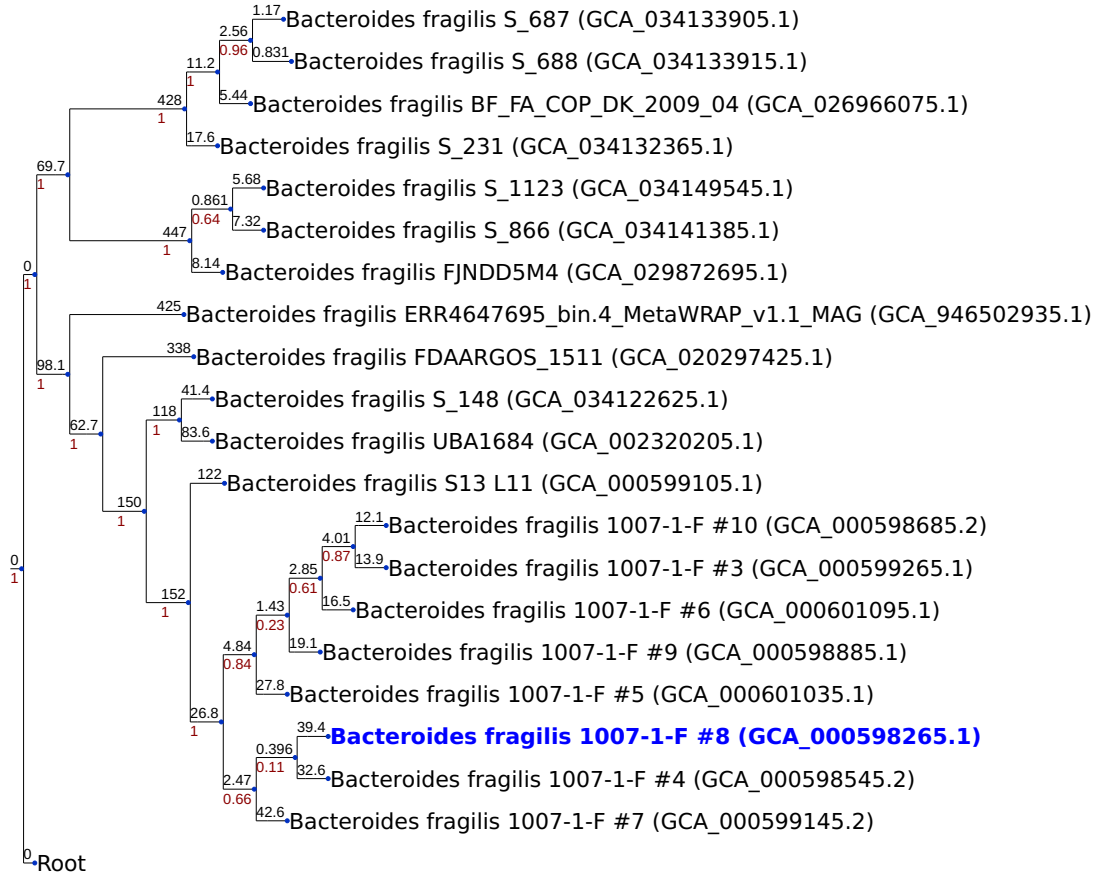 1.17 Bacteroides fragilis S_687 (GCA_034133905.1)
2.56
0.96
0.831 Bacteroides fragilis S_688 (GCA_034133915.1)
11.2
1
5.44 Bacteroides fragilis BF_FA_COP_DK_2009_04 (GCA_026966075.1)
428
1
17.6 Bacteroides fragilis S_231 (GCA_034132365.1)
69.7
1
5.68 Bacteroides fragilis S_1123 (GCA_034149545.1)
0.861
0.64
7.32 Bacteroides fragilis S_866 (GCA_034141385.1)
447
1
8.14 Bacteroides fragilis FJNDD5M4 (GCA_029872695.1)
0
1
425 Bacteroides fragilis ERR4647695_bin.4_MetaWRAP_v1.1_MAG (GCA_946502935.1)
338 Bacteroides fragilis FDAARGOS_1511 (GCA_020297425.1)
98.1
1
41.4 Bacteroides fragilis S_148 (GCA_034122625.1)
118
1
62.7
1
83.6 Bacteroides fragilis UBA1684 (GCA_002320205.1)
122 Bacteroides fragilis S13 L11 (GCA_000599105.1)
150
1
12.1 Bacteroides fragilis 1007-1-F #10 (GCA_000598685.2)
4.01
0.87
13.9 Bacteroides fragilis 1007-1-F #3 (GCA_000599265.1)
0
1
2.85
0.61
16.5 Bacteroides fragilis 1007-1-F #6 (GCA_000601095.1)
152
1
1.43
0.23
19.1 Bacteroides fragilis 1007-1-F #9 (GCA_000598885.1)
4.84
0.84
27.8 Bacteroides fragilis 1007-1-F #5 (GCA_000601035.1)
26.8
1
39.4 Bacteroides fragilis 1007-1-F #8 (GCA_000598265.1)
0.396
0.11
32.6 Bacteroides fragilis 1007-1-F #4 (GCA_000598545.2)
2.47
0.66
42.6 Bacteroides fragilis 1007-1-F #7 (GCA_000599145.2)
0 Root